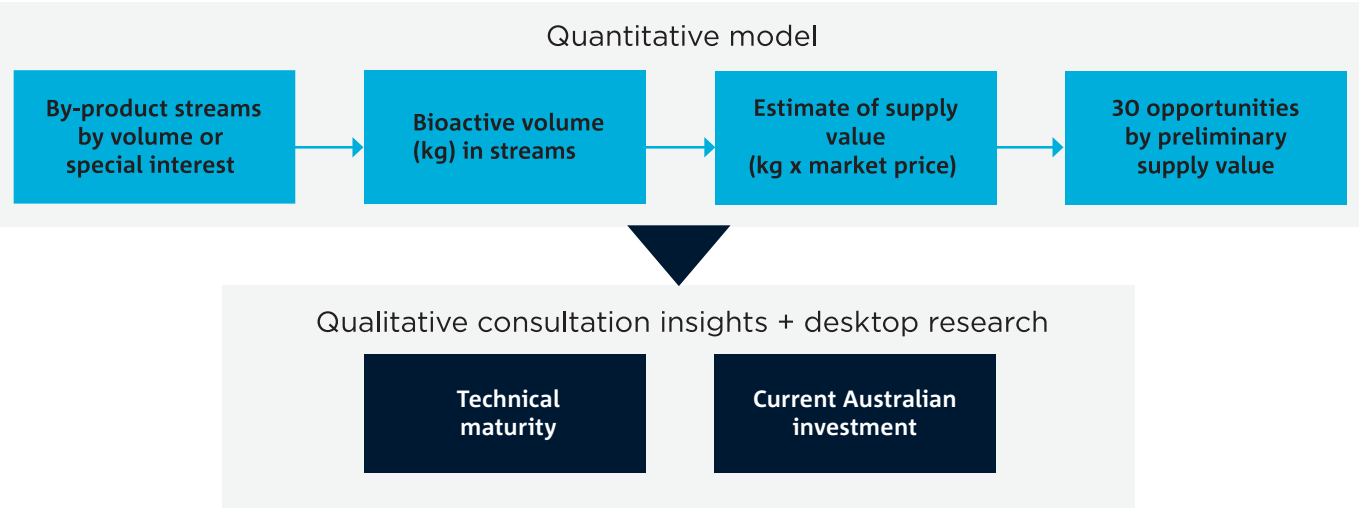 Quantitative model
By-product streams
by volume or
special interest
Bioactive volume
(kg) in streams
Estimate of supply
value
(kg x market price)
30 opportunities
by preliminary
supply value
Qualitative consultation insights + desktop research
Technical
maturity
Current Australian
investment